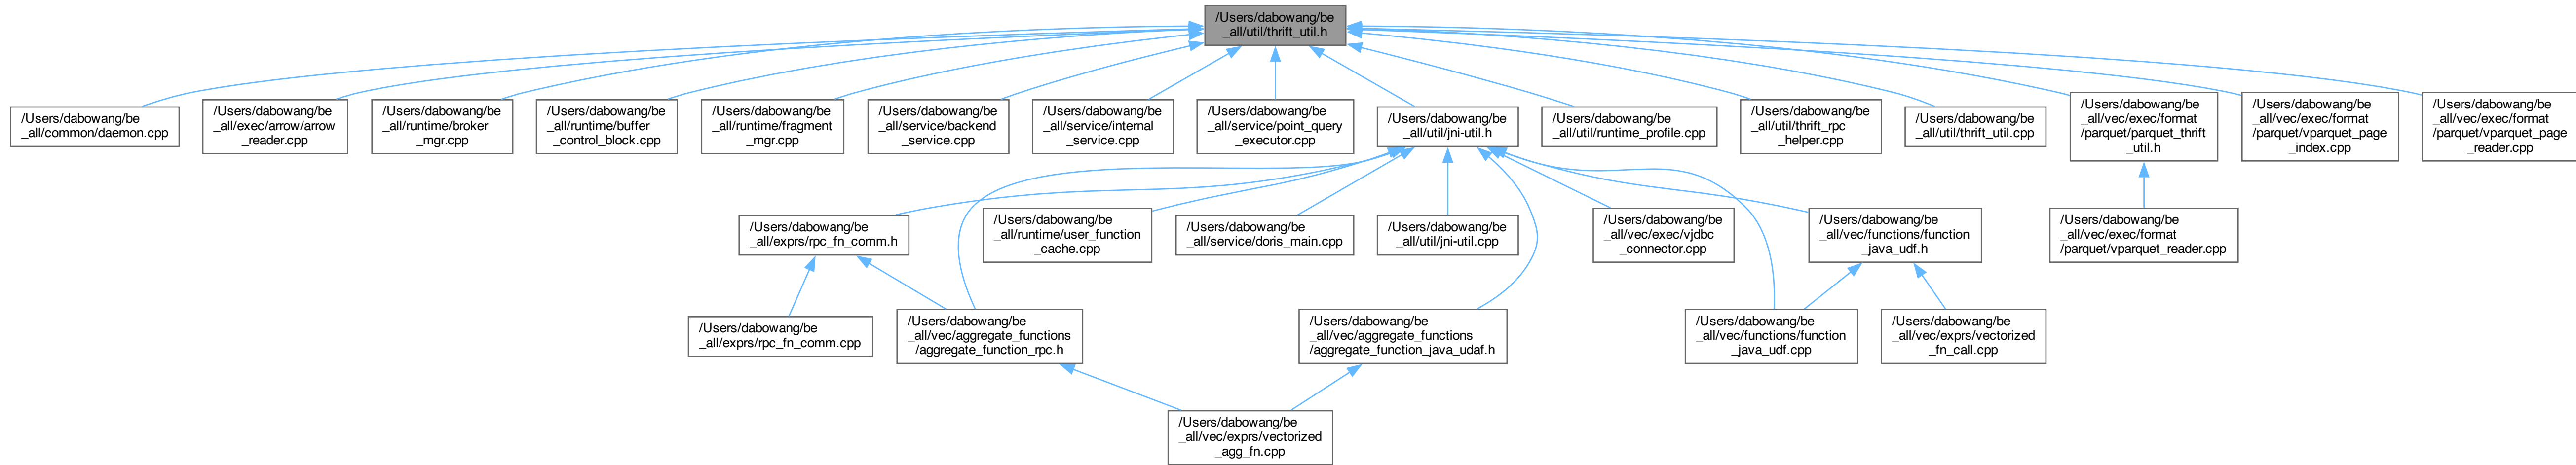 /Users/dabowang/be
_all/util/thrift_util.h
/Users/dabowang/be
_all/common/daemon.cpp
/Users/dabowang/be
_all/exec/arrow/arrow
_reader.cpp
/Users/dabowang/be
_all/runtime/broker
_mgr.cpp
/Users/dabowang/be
_all/runtime/buffer
_control_block.cpp
/Users/dabowang/be
_all/runtime/fragment
_mgr.cpp
/Users/dabowang/be
_all/service/backend
_service.cpp
/Users/dabowang/be
_all/service/internal
_service.cpp
/Users/dabowang/be
_all/service/point_query
_executor.cpp
/Users/dabowang/be
_all/util/jni-util.h
/Users/dabowang/be
_all/util/runtime_profile.cpp
/Users/dabowang/be
_all/util/thrift_rpc
_helper.cpp
/Users/dabowang/be
_all/util/thrift_util.cpp
/Users/dabowang/be
_all/vec/exec/format
/parquet/parquet_thrift
_util.h
/Users/dabowang/be
_all/vec/exec/format
/parquet/vparquet_page
_index.cpp
/Users/dabowang/be
_all/vec/exec/format
/parquet/vparquet_page
_reader.cpp
/Users/dabowang/be
_all/exprs/rpc_fn_comm.h
/Users/dabowang/be
_all/runtime/user_function
_cache.cpp
/Users/dabowang/be
_all/service/doris_main.cpp
/Users/dabowang/be
_all/util/jni-util.cpp
/Users/dabowang/be
_all/vec/exec/vjdbc
_connector.cpp
/Users/dabowang/be
_all/vec/functions/function
_java_udf.h
/Users/dabowang/be
_all/vec/exec/format
/parquet/vparquet_reader.cpp
/Users/dabowang/be
_all/exprs/rpc_fn_comm.cpp
/Users/dabowang/be
_all/vec/aggregate_functions
/aggregate_function_rpc.h
/Users/dabowang/be
_all/vec/aggregate_functions
/aggregate_function_java_udaf.h
/Users/dabowang/be
_all/vec/functions/function
_java_udf.cpp
/Users/dabowang/be
_all/vec/exprs/vectorized
_fn_call.cpp
/Users/dabowang/be
_all/vec/exprs/vectorized
_agg_fn.cpp